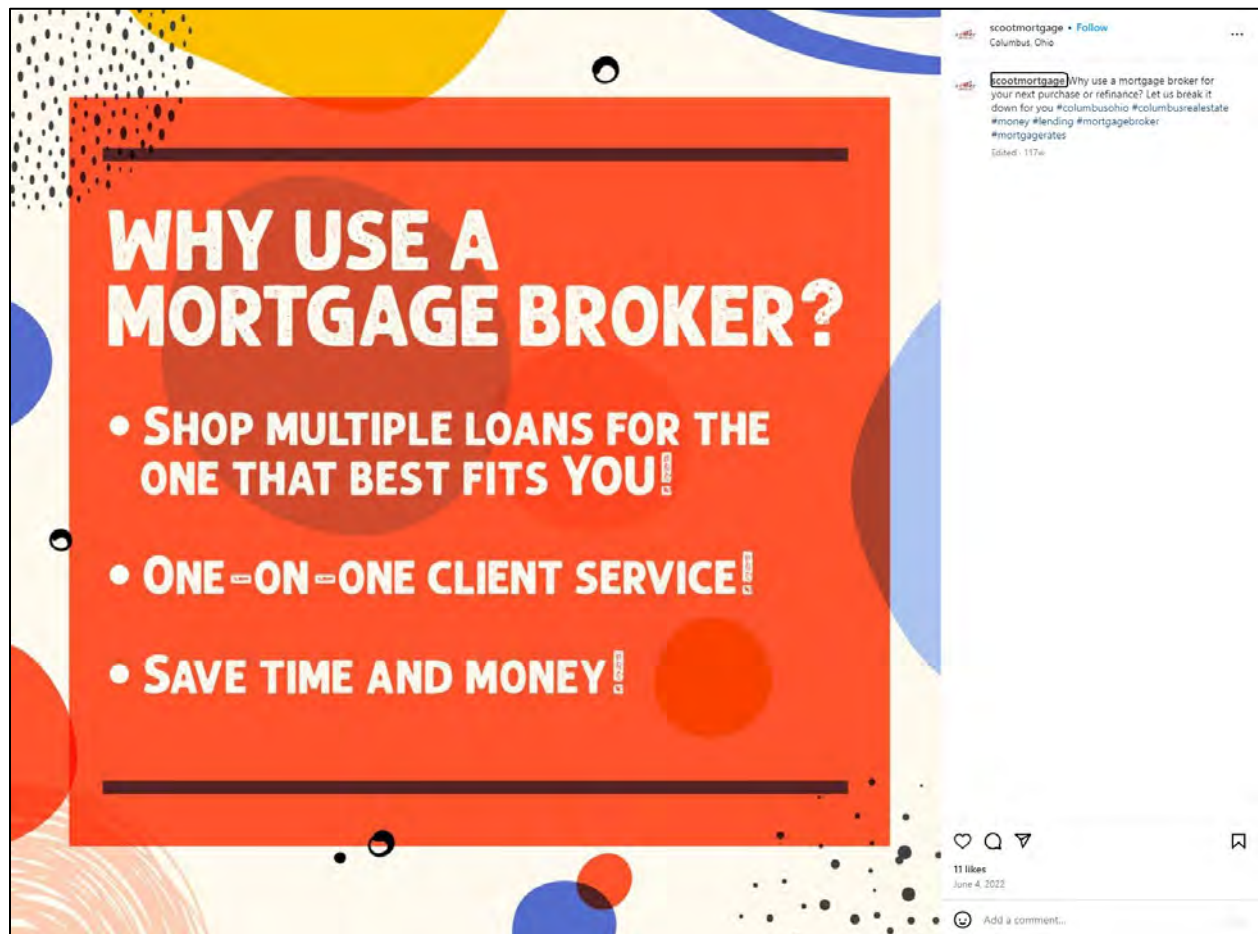 WHY USE A
MORTGAGE BROKER?
• SHOP MULTIPLE LOANS FOR THE
ONE THAT BEST FITS YOU!
• ONE-ON-ONE CLIENT SERVICE!
• SAVE TIME AND MONEY!
scootmortgage • Follow
Columbus, Ohio
scootmortgage Why use a mortgage broker for
your next purchase or refinance? Let us break it
down for you #columbusohio #columbusrealestate
#money #lending #mortgagebroker
#mortgagerates
Edited · 117w
11 likes
June 4, 2022
Add a comment...